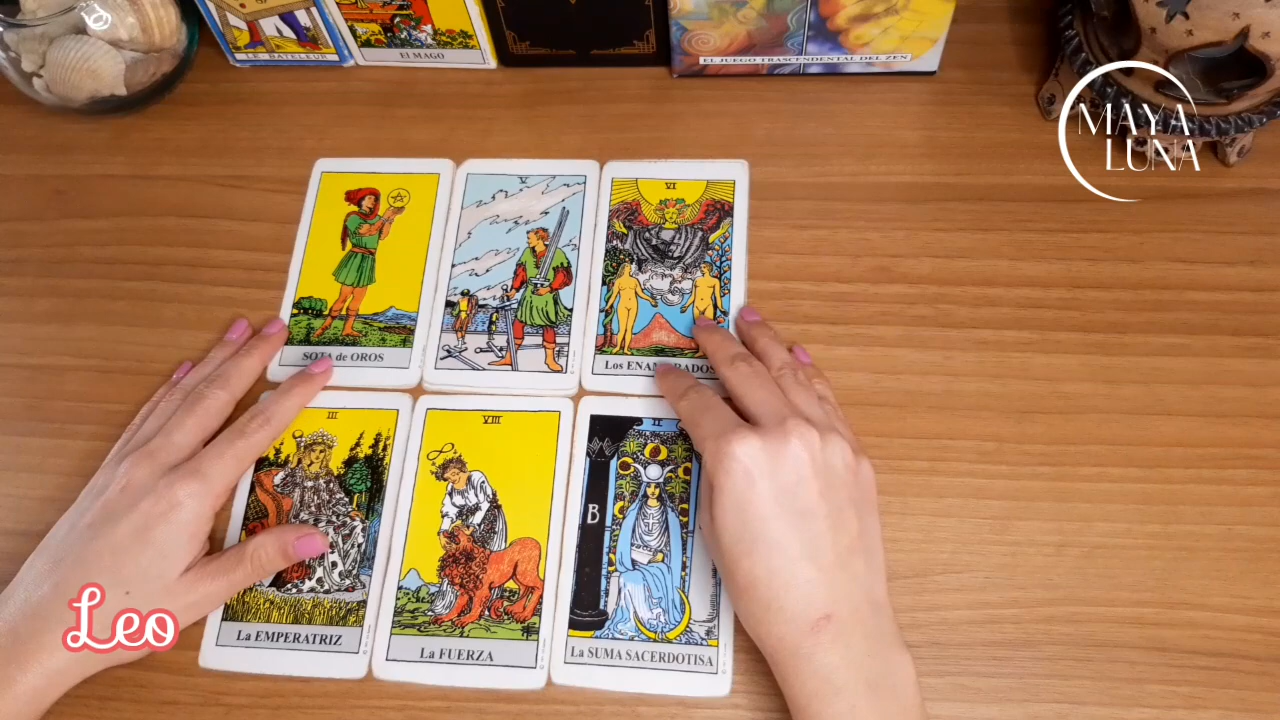 LE BATELEUR
El MAGO
EL JUEGO TRASCENDENTAL DEL ZEN
MAYA
LUNA
V
VI
SOTA de OROS
Los ENAMORADOS
III
VIII
II
B
La EMPERATRIZ
La FUERZA
La SUMA SACERDOTISA
Leo